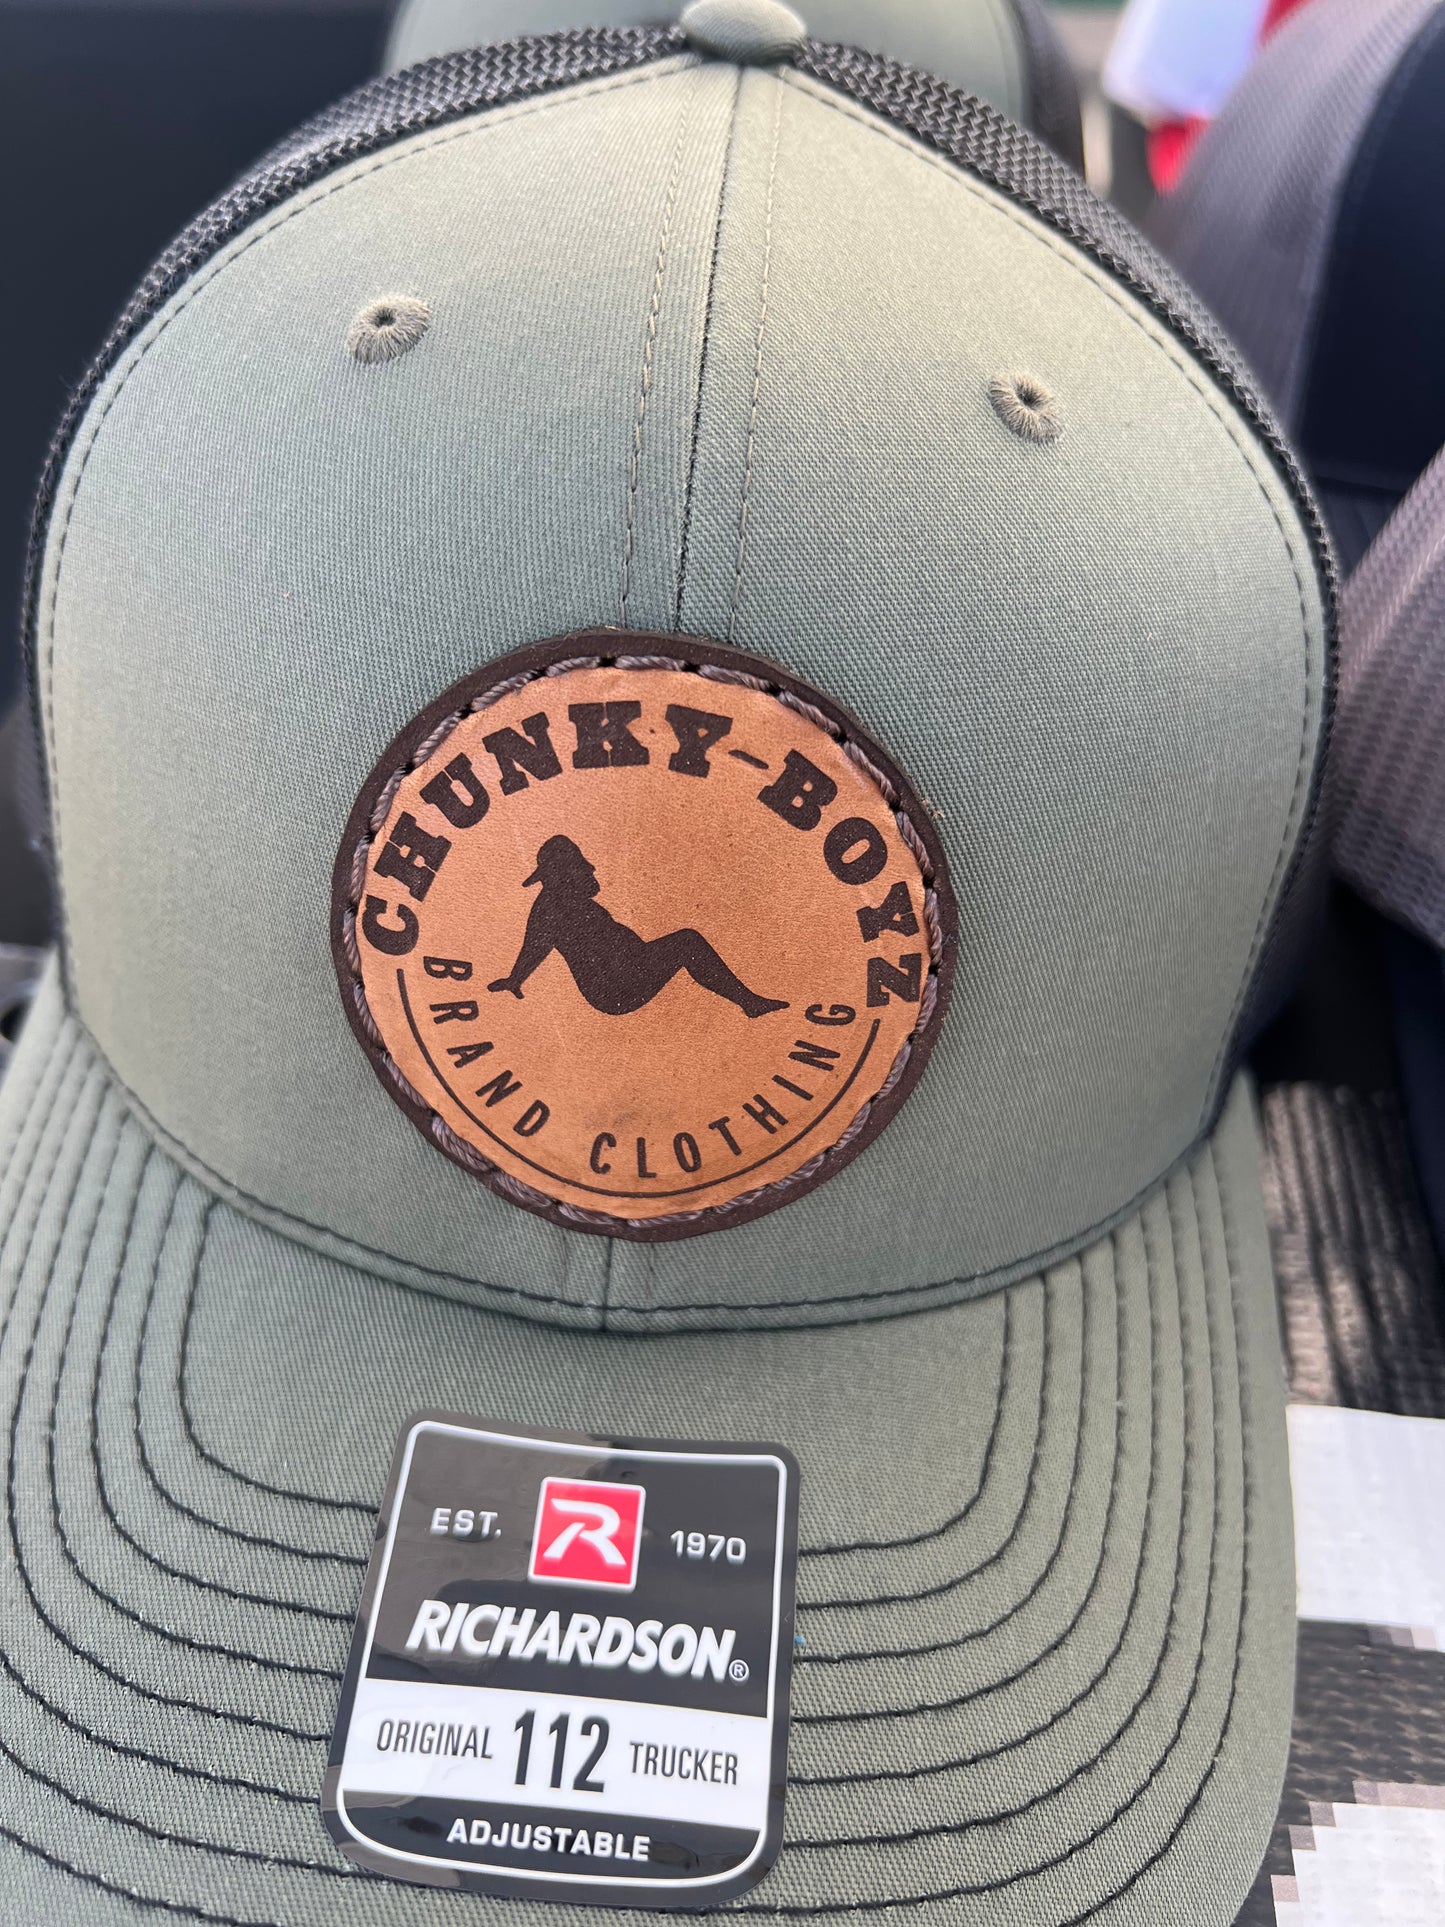 CHUNKY-BOYZ
BRAND CLOTHING
EST. R 1970
RICHARDSON®
ORIGINAL 112 TRUCKER
ADJUSTABLE